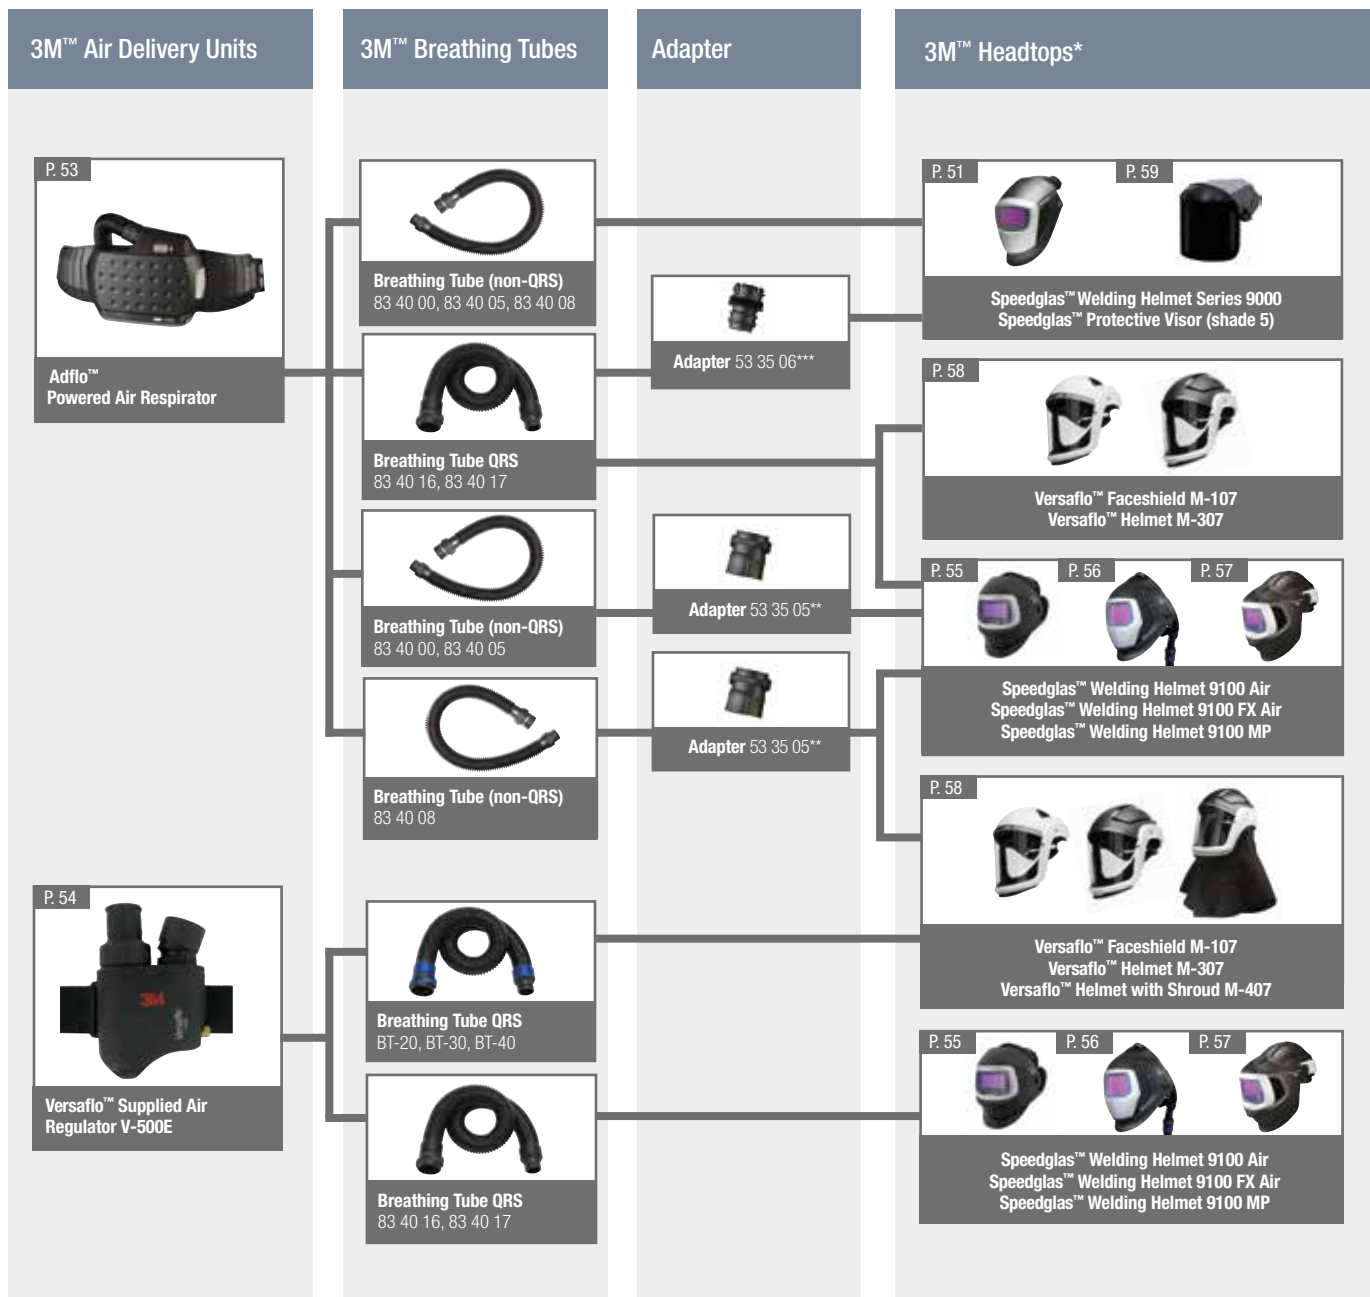 3M™ Air Delivery Units
3M™ Breathing Tubes
Adapter
3M™ Headtops*
P. 53
Adflo™
Powered Air Respirator
Breathing Tube (non-QRS)
83 40 00, 83 40 05, 83 40 08
Breathing Tube QRS
83 40 16, 83 40 17
Breathing Tube (non-QRS)
83 40 00, 83 40 05
Breathing Tube (non-QRS)
83 40 08
Adapter 53 35 06***
Adapter 53 35 05**
Adapter 53 35 05**
P. 51
P. 59
Speedglas™ Welding Helmet Series 9000
Speedglas™ Protective Visor (shade 5)
P. 58
Versaflo™ Faceshield M-107
Versaflo™ Helmet M-307
P. 55
P. 56
P. 57
Speedglas™ Welding Helmet 9100 Air
Speedglas™ Welding Helmet 9100 FX Air
Speedglas™ Welding Helmet 9100 MP
P. 58
Versaflo™ Faceshield M-107
Versaflo™ Helmet M-307
Versaflo™ Helmet with Shroud M-407
P. 54
3M
Versaflo™ Supplied Air
Regulator V-500E
Breathing Tube QRS
BT-20, BT-30, BT-40
Breathing Tube QRS
83 40 16, 83 40 17
P. 55
P. 56
P. 57
Speedglas™ Welding Helmet 9100 Air
Speedglas™ Welding Helmet 9100 FX Air
Speedglas™ Welding Helmet 9100 MP